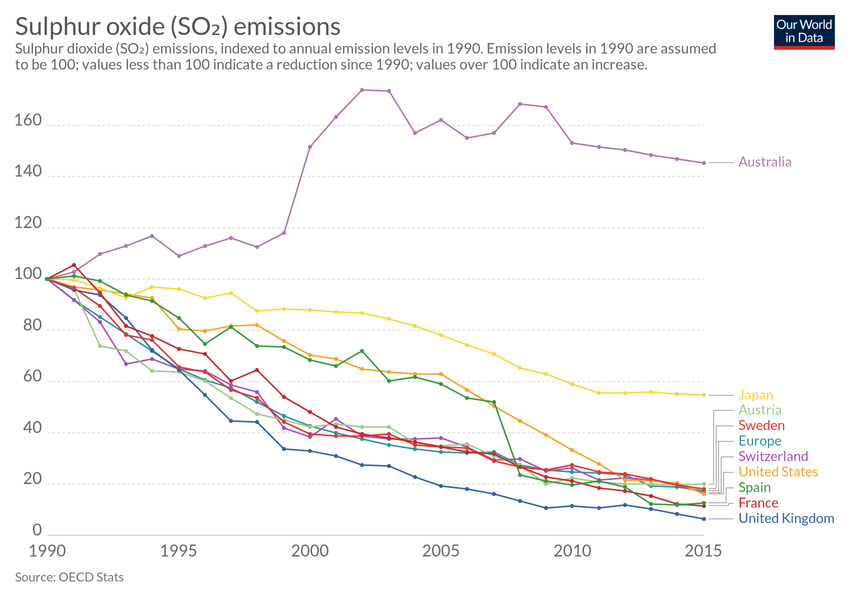 Sulphur oxide (SO₂) emissions
Our World
in Data
Sulphur dioxide (SO₂) emissions, indexed to annual emission levels in 1990. Emission levels in 1990 are assumed
to be 100; values less than 100 indicate a reduction since 1990; values over 100 indicate an increase.
160
140
120
100
80
60
40
20
0
Australia
Japan
Austria
Sweden
Europe
Switzerland
United States
Spain
France
United Kingdom
1990 1995 2000 2005 2010 2015
Source: OECD Stats